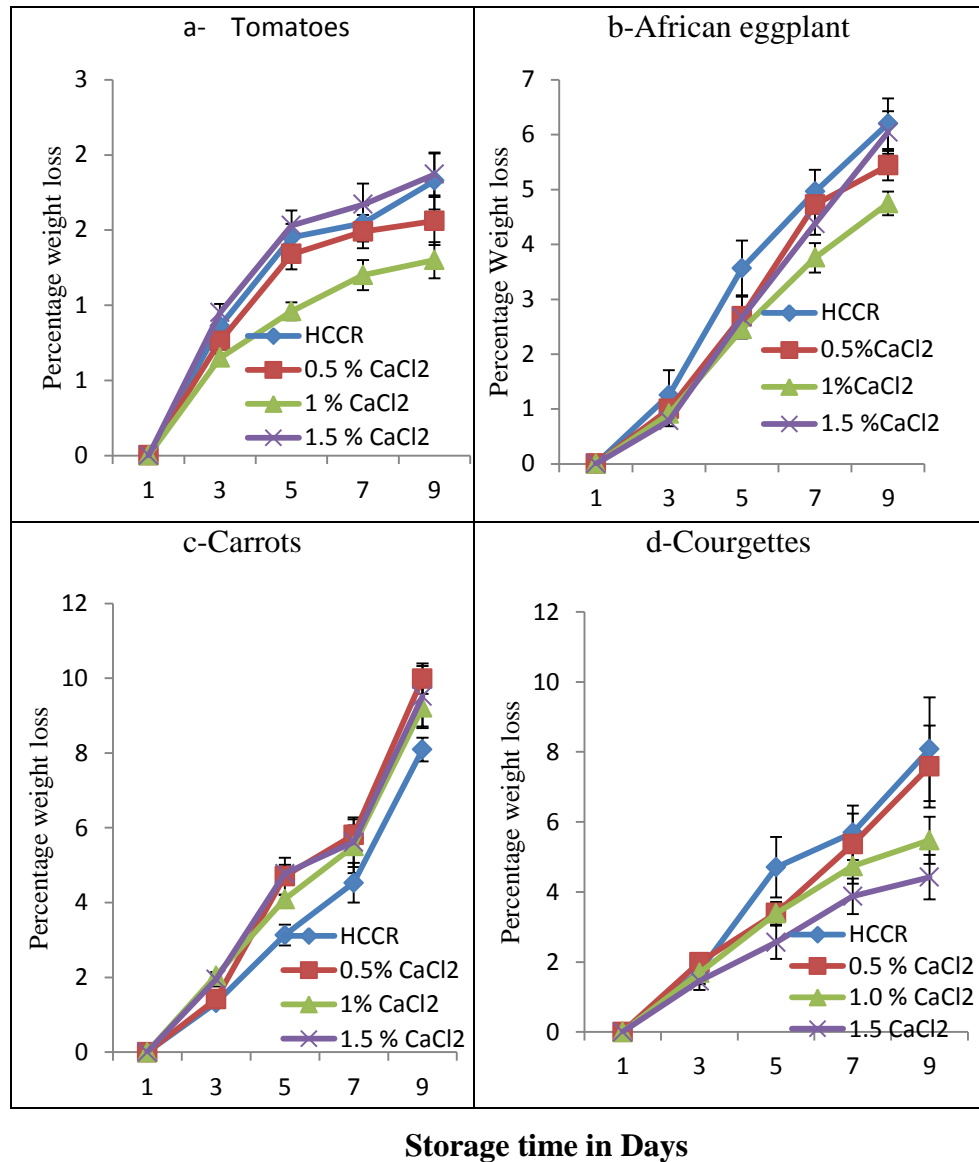 a- Tomatoes
Percentage weight loss
3
2
2
1
1
0
1 3 5 7 9
HCCR
0.5 % CaCl2
1 % CaCl2
1.5 % CaCl2
b-African eggplant
Percentage Weight loss
7
6
5
4
3
2
1
0
1 3 5 7 9
HCCR
0.5%CaCl2
1%CaCl2
1.5 %CaCl2
c-Carrots
Percentage weight loss
12
10
8
6
4
2
0
1 3 5 7 9
HCCR
0.5% CaCl2
1% CaCl2
1.5 % CaCl2
d-Courgettes
Percentage weight loss
12
10
8
6
4
2
0
1 3 5 7 9
HCCR
0.5 % CaCl2
1.0 % CaCl2
1.5 CaCl2
Storage time in Days